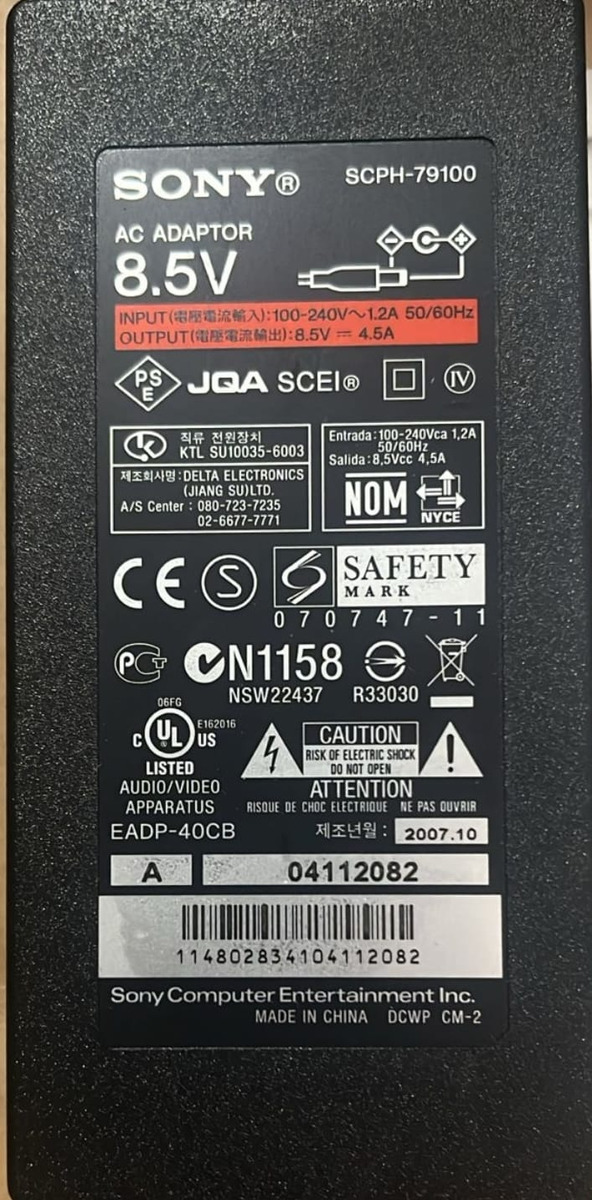 SONY® SCPH-79100
AC ADAPTOR
8.5V
INPUT(電壓電流輸入):100-240V～1.2A 50/60Hz
OUTPUT(電壓電流輸出):8.5V ⎓ 4.5A
PSE JQA SCEI® IV
직류 전원장치
KTL SU10035-6003
제조회사명:DELTA ELECTRONICS
(JIANG SU)LTD.
A/S Center : 080-723-7235
02-6677-7771
Entrada:100-240Vca 1,2A
50/60Hz
Salida:8,5Vcc 4,5A
NOM NYCE
CE S SAFETY
MARK
070747-11
PCT N1158
NSW22437 R33030
06FG
C UL US E162016
LISTED
AUDIO/VIDEO
APPARATUS
CAUTION
RISK OF ELECTRIC SHOCK
DO NOT OPEN
ATTENTION
RISQUE DE CHOC ELECTRIQUE NE PAS OUVRIR
EADP-40CB 제조년월: 2007.10
A 04112082
114802834104112082
Sony Computer Entertainment Inc.
MADE IN CHINA DCWP CM-2